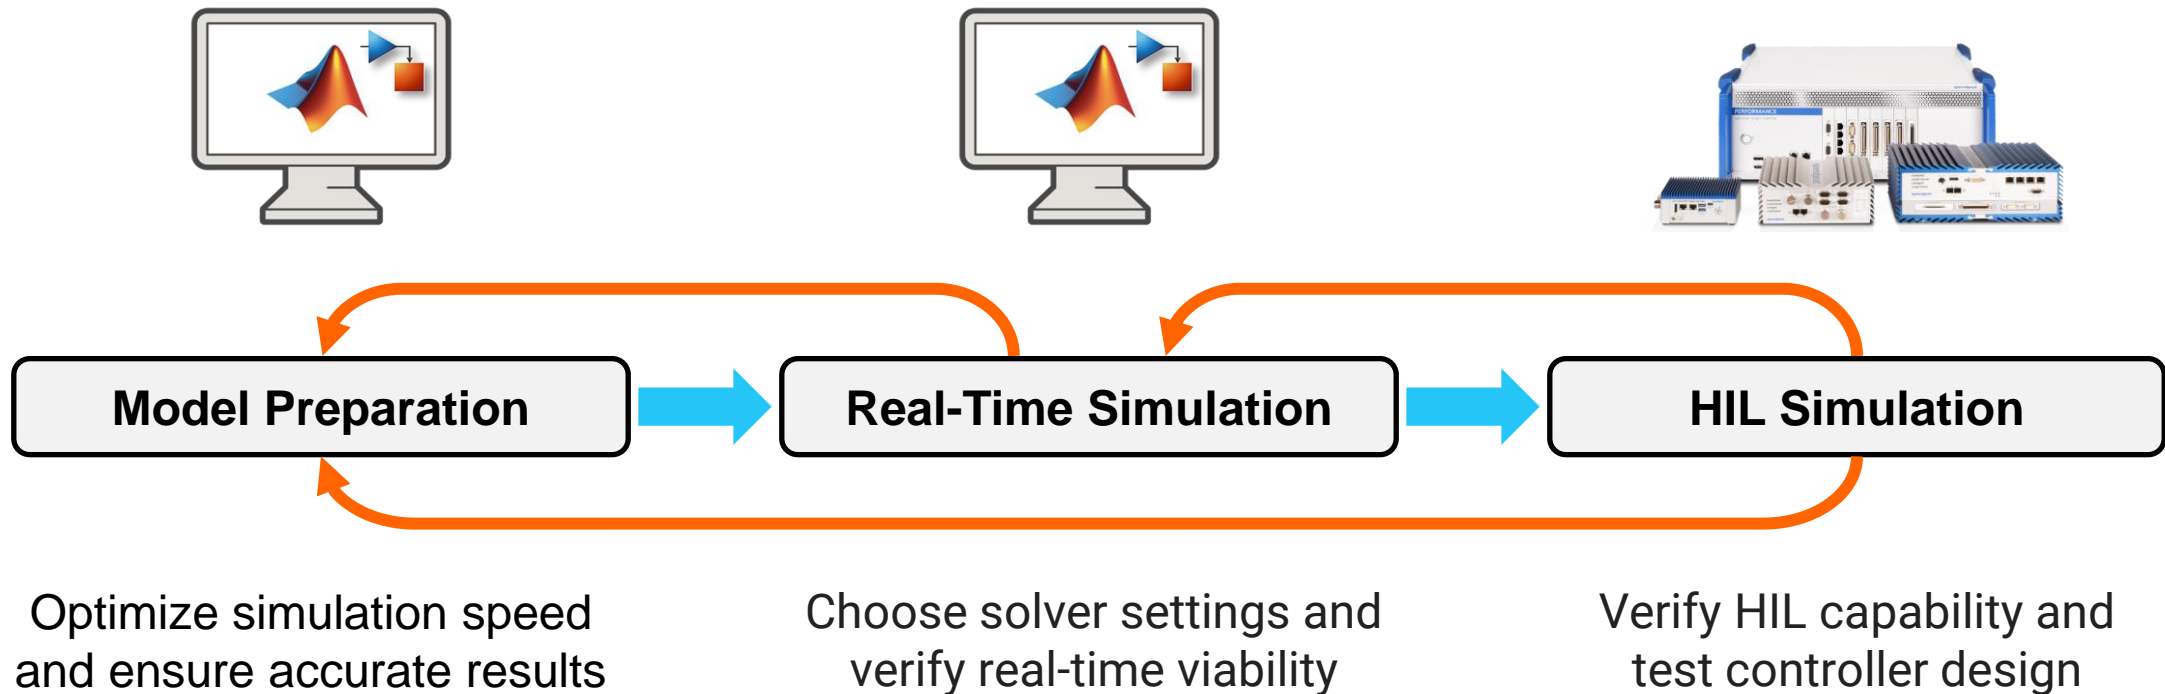 PERFORMANCE
Model Preparation
Real-Time Simulation
HIL Simulation
Optimize simulation speed
and ensure accurate results
Choose solver settings and
verify real-time viability
Verify HIL capability and
test controller design